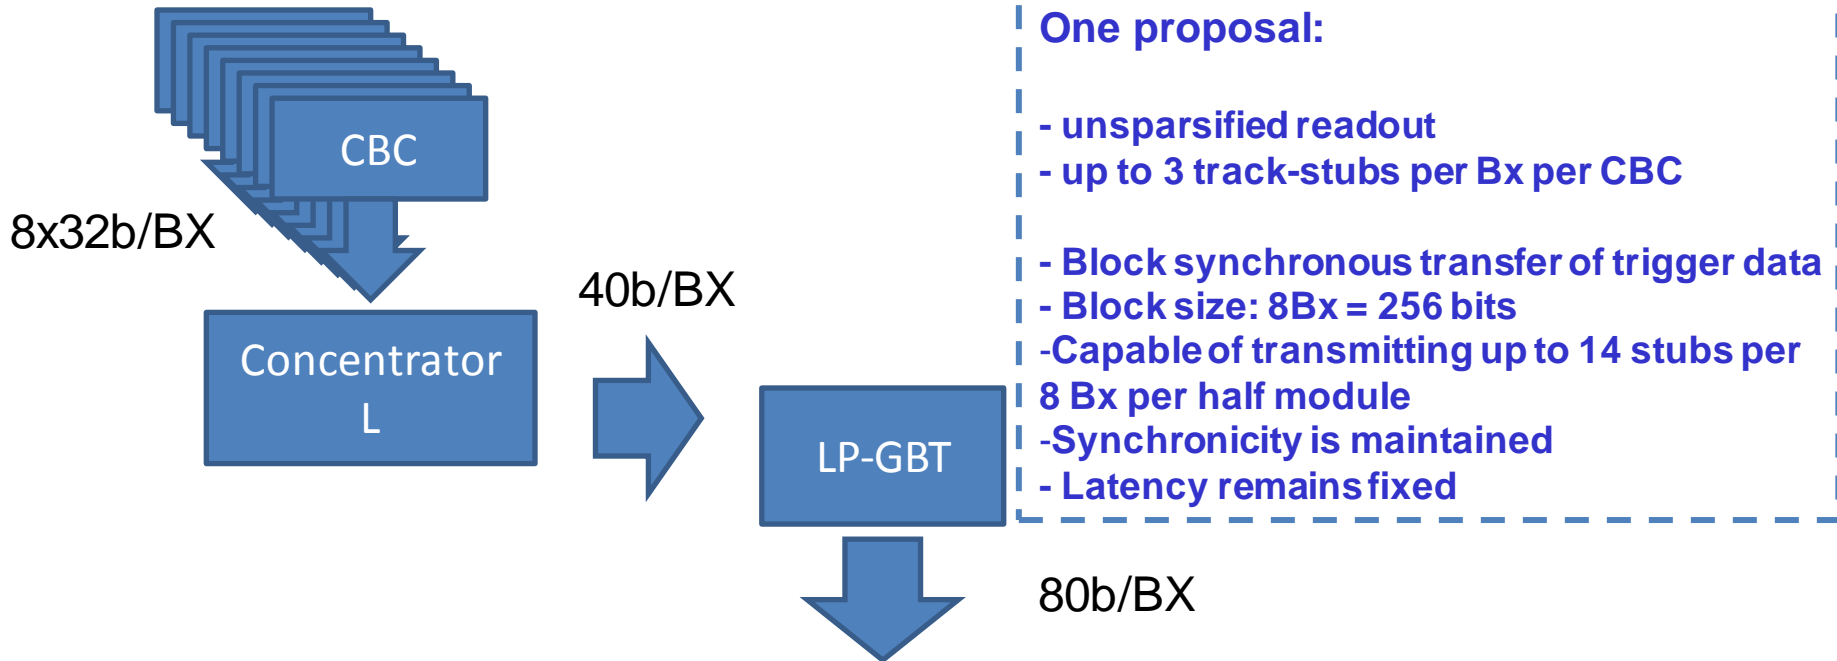 CBC
8x32b/BX
Concentrator
L
40b/BX
LP-GBT
80b/BX
One proposal:
- unsparsified readout
- up to 3 track-stubs per Bx per CBC
- Block synchronous transfer of trigger data
- Block size: 8Bx = 256 bits
-Capable of transmitting up to 14 stubs per
8 Bx per half module
-Synchronicity is maintained
- Latency remains fixed